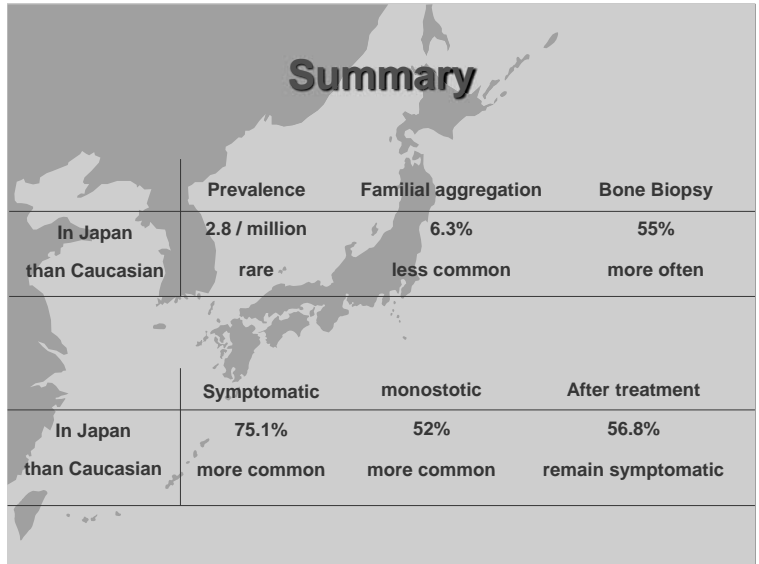 Summary
Prevalence Familial aggregation Bone Biopsy
In Japan 2.8 / million 6.3% 55%
than Caucasian rare less common more often
Symptomatic monostotic After treatment
In Japan 75.1% 52% 56.8%
than Caucasian more common more common remain symptomatic